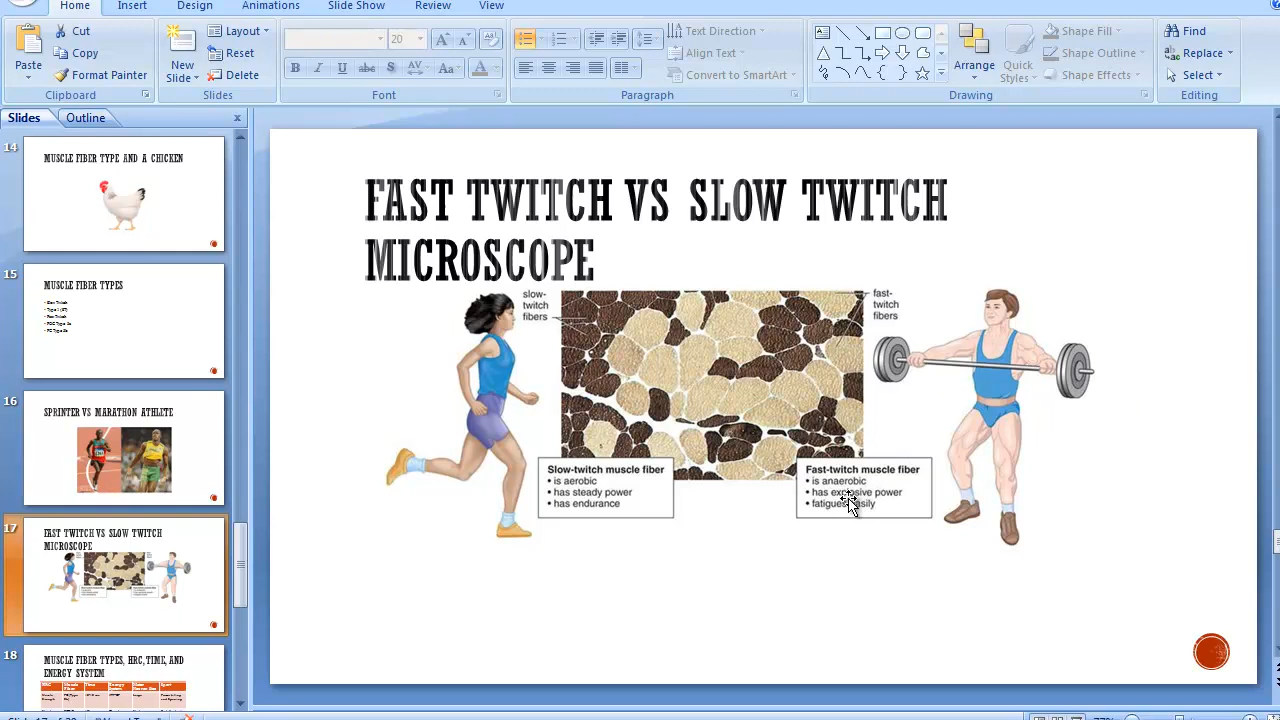 Home Insert Design Animations Slide Show Review View
Paste
Cut
Copy
Format Painter
Clipboard
New Slide
Layout
Reset
Delete
Slides
20
B I U abc S AV Aa A
Font
Text Direction
Align Text
Convert to SmartArt
Paragraph
Arrange
Quick Styles
Shape Fill
Shape Outline
Shape Effects
Drawing
Find
Replace
Select
Editing
Slides Outline x
14
MUSCLE FIBER TYPE AND A CHICKEN
15
MUSCLE FIBER TYPES
16
SPRINTER VS MARATHON ATHLETE
17
FAST TWITCH VS SLOW TWITCH
MICROSCOPE
18
MUSCLE FIBER TYPES, HRC, TIME, AND
ENERGY SYSTEM
FAST TWITCH VS SLOW TWITCH
MICROSCOPE
slow-
twitch
fibers
fast-
twitch
fibers
Slow-twitch muscle fiber
• is aerobic
• has steady power
• has endurance
Fast-twitch muscle fiber
• is anaerobic
• has explosive power
• fatigues easily